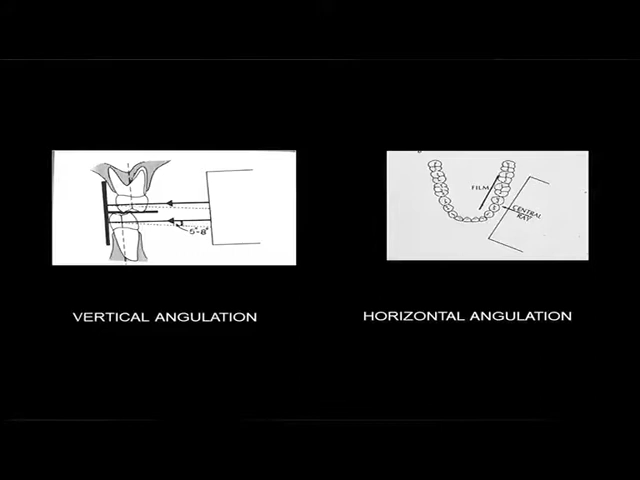 5°-8°
FILM
CENTRAL
RAY
VERTICAL ANGULATION
HORIZONTAL ANGULATION